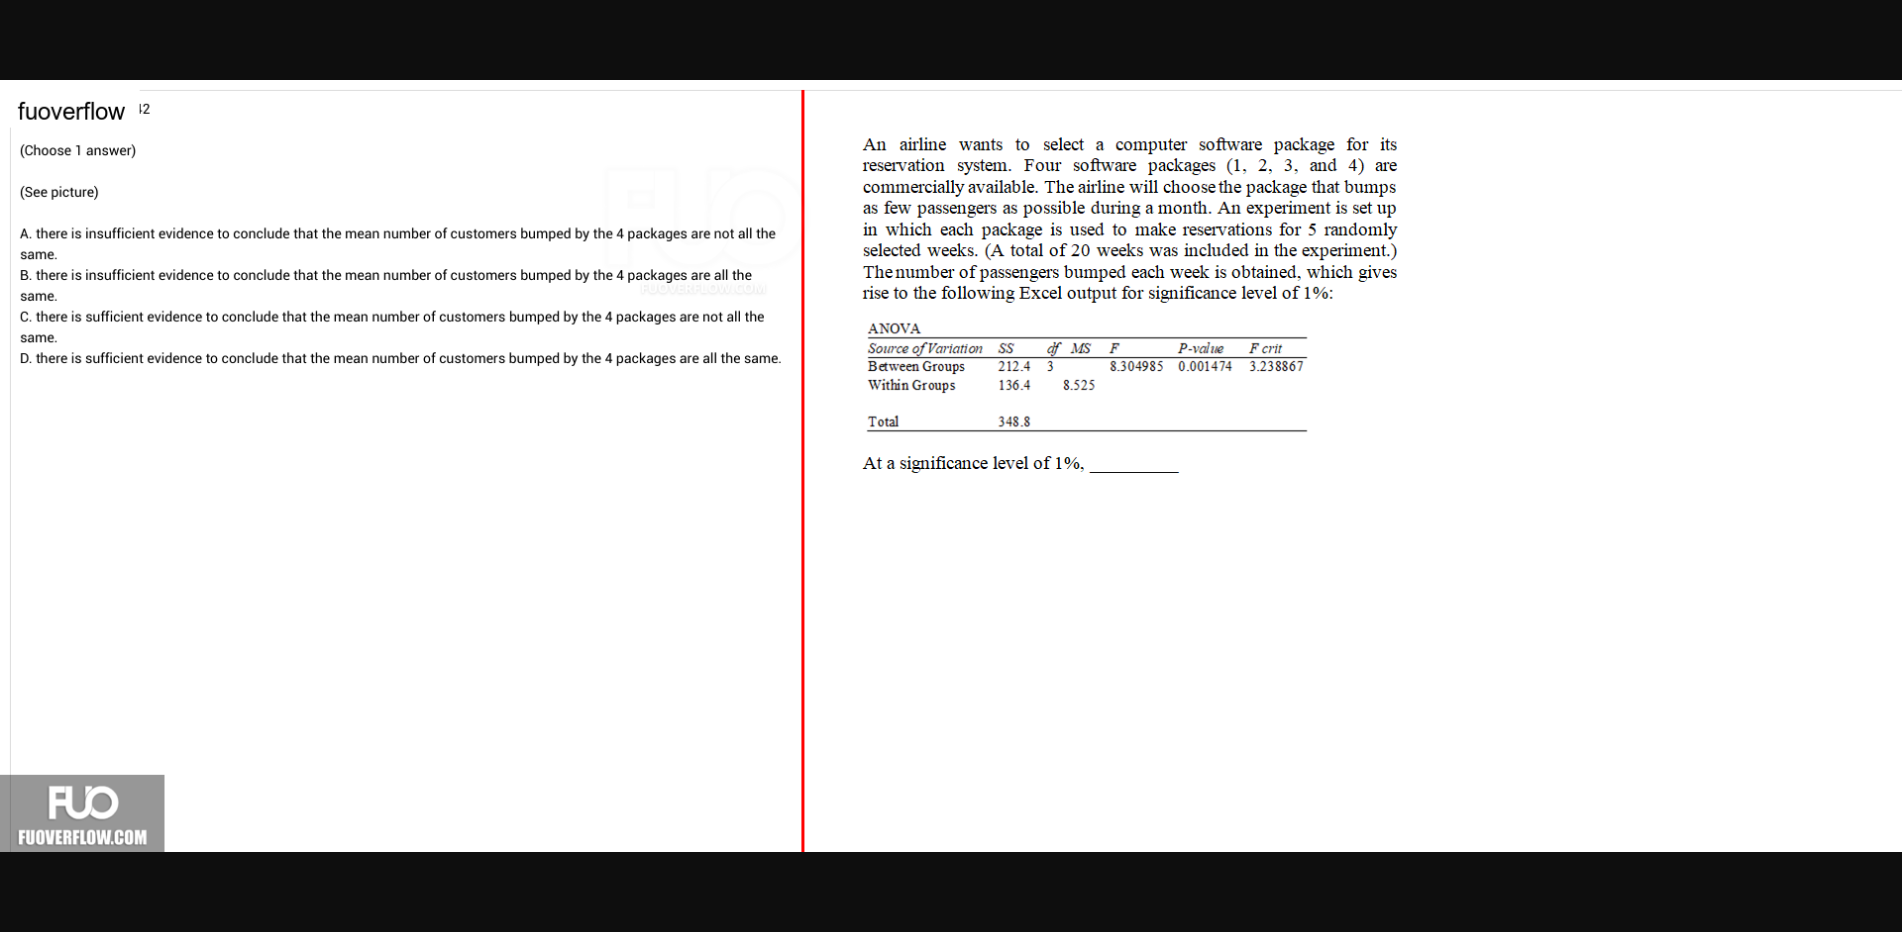 fuoverflow 42
(Choose 1 answer)
(See picture)
A. there is insufficient evidence to conclude that the mean number of customers bumped by the 4 packages are not all the
same.
B. there is insufficient evidence to conclude that the mean number of customers bumped by the 4 packages are all the
same.
C. there is sufficient evidence to conclude that the mean number of customers bumped by the 4 packages are not all the
same.
D. there is sufficient evidence to conclude that the mean number of customers bumped by the 4 packages are all the same.
FUO
FUOVERFLOW.COM
FUO
FUOVERFLOW.COM
An airline wants to select a computer software package for its
reservation system. Four software packages (1, 2, 3, and 4) are
commercially available. The airline will choose the package that bumps
as few passengers as possible during a month. An experiment is set up
in which each package is used to make reservations for 5 randomly
selected weeks. (A total of 20 weeks was included in the experiment.)
The number of passengers bumped each week is obtained, which gives
rise to the following Excel output for significance level of 1%:
ANOVA
Source of Variation SS df MS F P-value F crit
Between Groups 212.4 3 8.304985 0.001474 3.238867
Within Groups 136.4 8.525
Total 348.8
At a significance level of 1%, __________